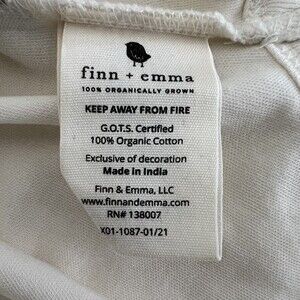 finn + emma
100% ORGANICALLY GROWN
KEEP AWAY FROM FIRE
G.O.T.S. Certified
100% Organic Cotton
Exclusive of decoration
Made in India
Finn & Emma, LLC
www.finnandemma.com
RN# 138007
X01-1087-01/21